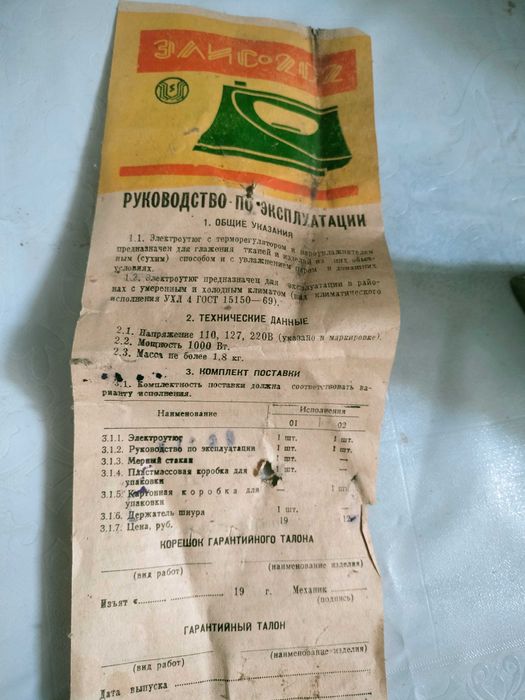 ЭЛИС-202
РУКОВОДСТВО ПО ЭКСПЛУАТАЦИИ
1. ОБЩИЕ УКАЗАНИЯ
1.1. Электроутюг с терморегулятором и пароувлажнителем
предназначен для глажения тканей и изделий из них обыч-
ным (сухим) способом и с увлажнением паром в домашних
условиях.
1.2. Электроутюг предназначен для эксплуатации в райо-
нах с умеренным и холодным климатом (вид климатического
исполнения УХЛ 4 ГОСТ 15150—69).
2. ТЕХНИЧЕСКИЕ ДАННЫЕ
2.1. Напряжение 110, 127, 220В (указано в маркировке).
2.2. Мощность 1000 Вт.
2.3. Масса не более 1,8 кг.
3. КОМПЛЕКТ ПОСТАВКИ
3.1. Комплектность поставки должна соответствовать ва-
рианту исполнения.
Наименование Исполнения
01 02
3.1.1. Электроутюг 1 шт. 1 шт.
3.1.2. Руководство по эксплуатации 1 шт. 1 шт.
3.1.3. Мерный стакан 1 шт. 1 шт.
3.1.4. Пластмассовая коробка для
упаковки 1 шт. —
3.1.5. Картонная коробка для
упаковки — 1 шт
3.1.6. Держатель шнура 1 шт.
3.1.7. Цена, руб. 19 12
КОРЕШОК ГАРАНТИЙНОГО ТАЛОНА
(вид работ) (наименование изделия)
Изъят «.............. 19 г. Механик ..............
(подпись)
ГАРАНТИЙНЫЙ ТАЛОН
(вид работ) (наименование изделия)
Дата выпуска